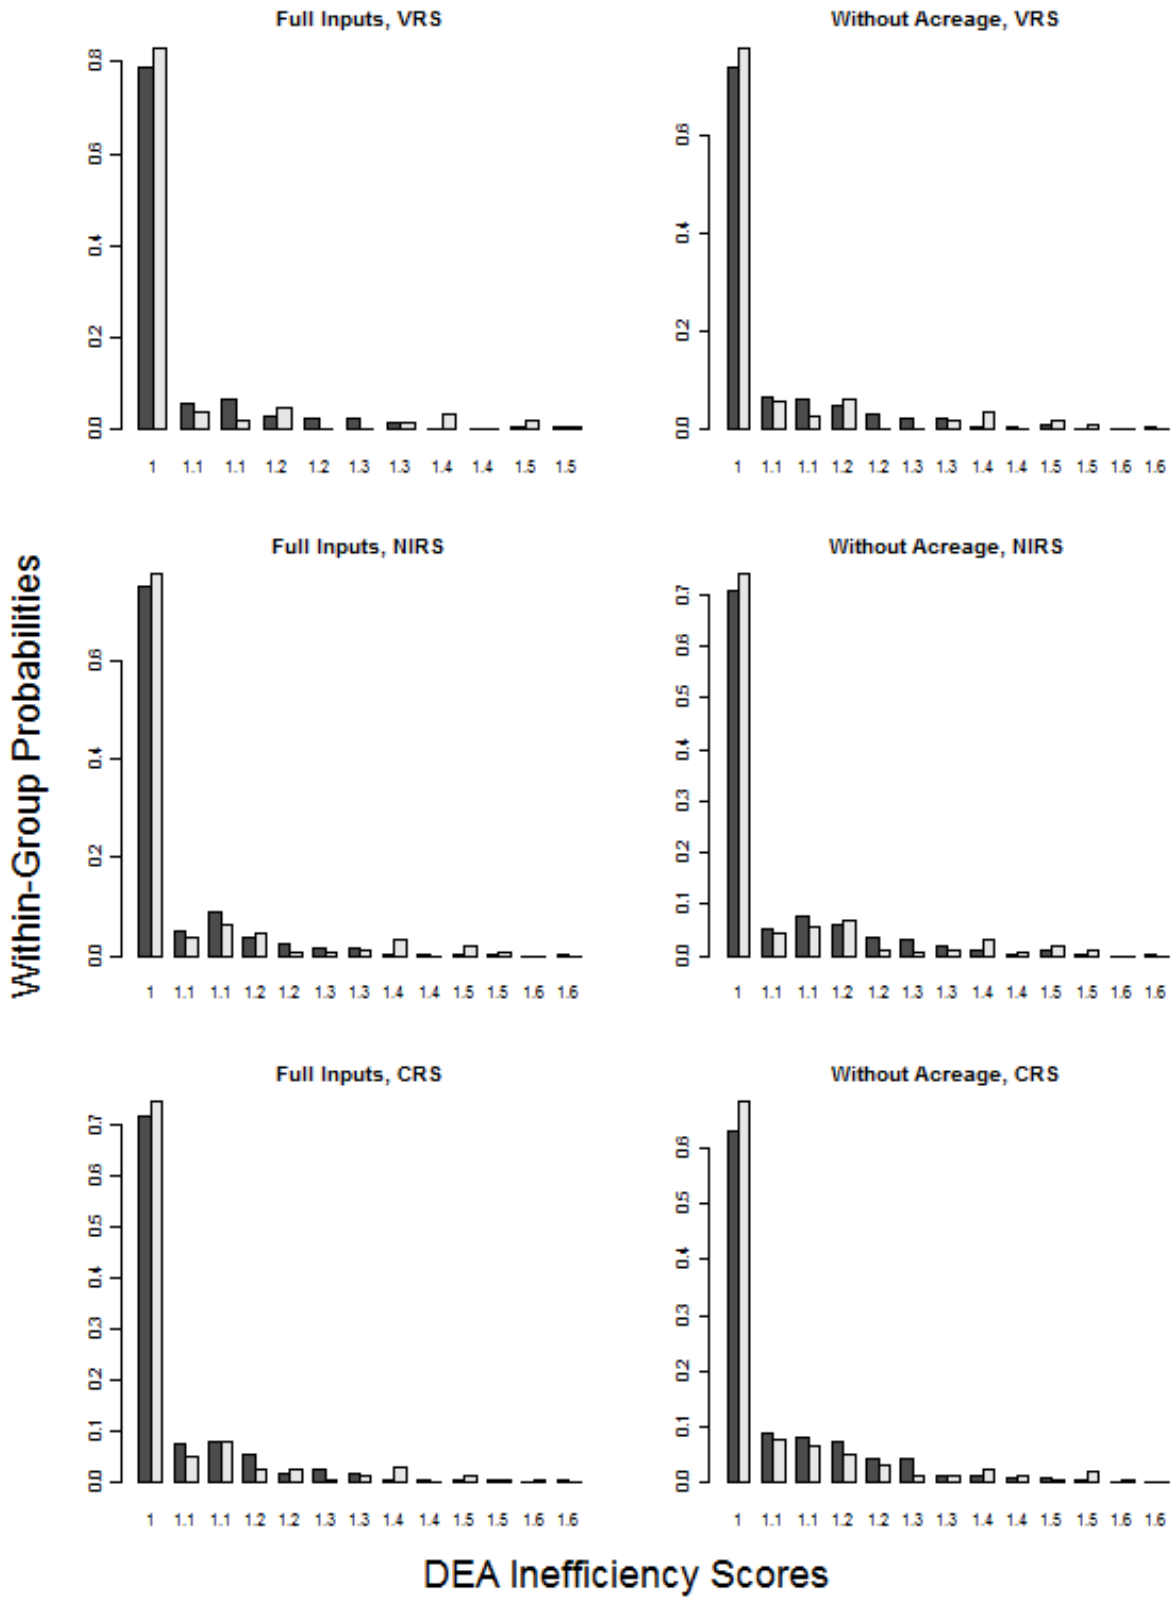 Full Inputs, VRS
0.0 0.2 0.4 0.6 0.8
1 1.1 1.1 1.2 1.2 1.3 1.3 1.4 1.4 1.5 1.5
Without Acreage, VRS
0.0 0.2 0.4 0.6
1 1.1 1.1 1.2 1.2 1.3 1.3 1.4 1.4 1.5 1.5 1.6 1.6
Within-Group Probabilities
Full Inputs, NIRS
0.0 0.2 0.4 0.6
1 1.1 1.1 1.2 1.2 1.3 1.3 1.4 1.4 1.5 1.5 1.6 1.6
Without Acreage, NIRS
0.0 0.1 0.2 0.3 0.4 0.5 0.6 0.7
1 1.1 1.1 1.2 1.2 1.3 1.3 1.4 1.4 1.5 1.5 1.6 1.6
Full Inputs, CRS
0.0 0.1 0.2 0.3 0.4 0.5 0.6 0.7
1 1.1 1.1 1.2 1.2 1.3 1.3 1.4 1.4 1.5 1.5 1.6 1.6
Without Acreage, CRS
0.0 0.1 0.2 0.3 0.4 0.5 0.6
1 1.1 1.1 1.2 1.2 1.3 1.3 1.4 1.4 1.5 1.5 1.6 1.6
DEA Inefficiency Scores